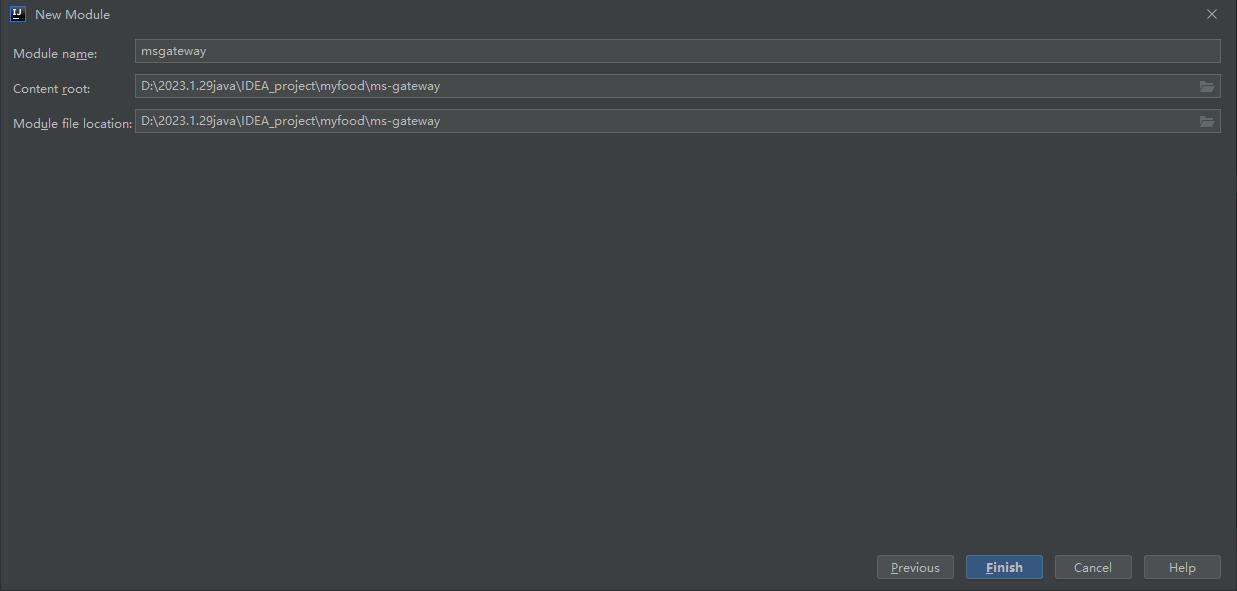 IJ
New Module
Module name: msgateway
Content root: D:\2023.1.29java\IDEA_project\myfood\ms-gateway
Module file location: D:\2023.1.29java\IDEA_project\myfood\ms-gateway
Previous Finish Cancel Help